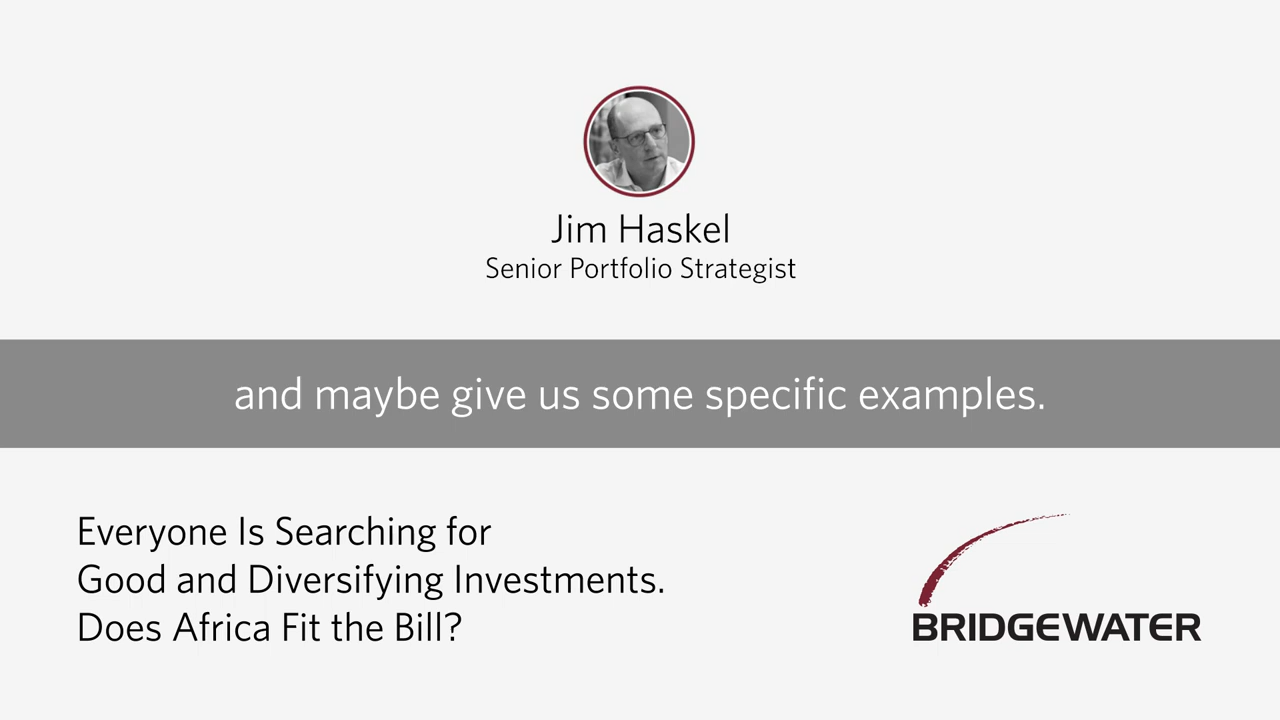 Jim Haskel
Senior Portfolio Strategist
and maybe give us some specific examples.
Everyone Is Searching for
Good and Diversifying Investments.
Does Africa Fit the Bill?
BRIDGEWATER